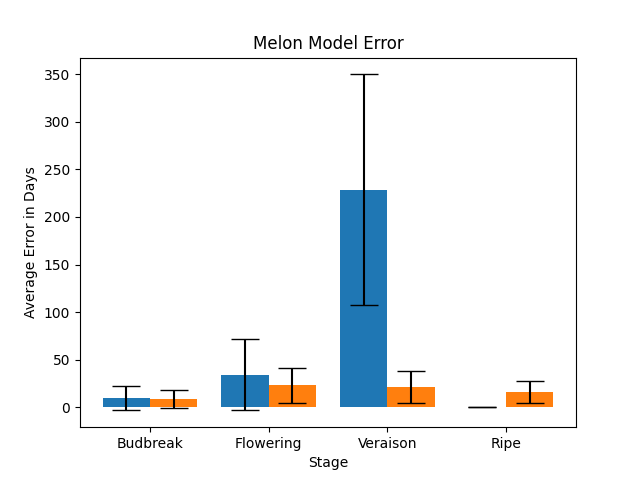 Melon Model Error
Average Error in Days
350
300
250
200
150
100
50
0
Budbreak
Flowering
Veraison
Ripe
Stage